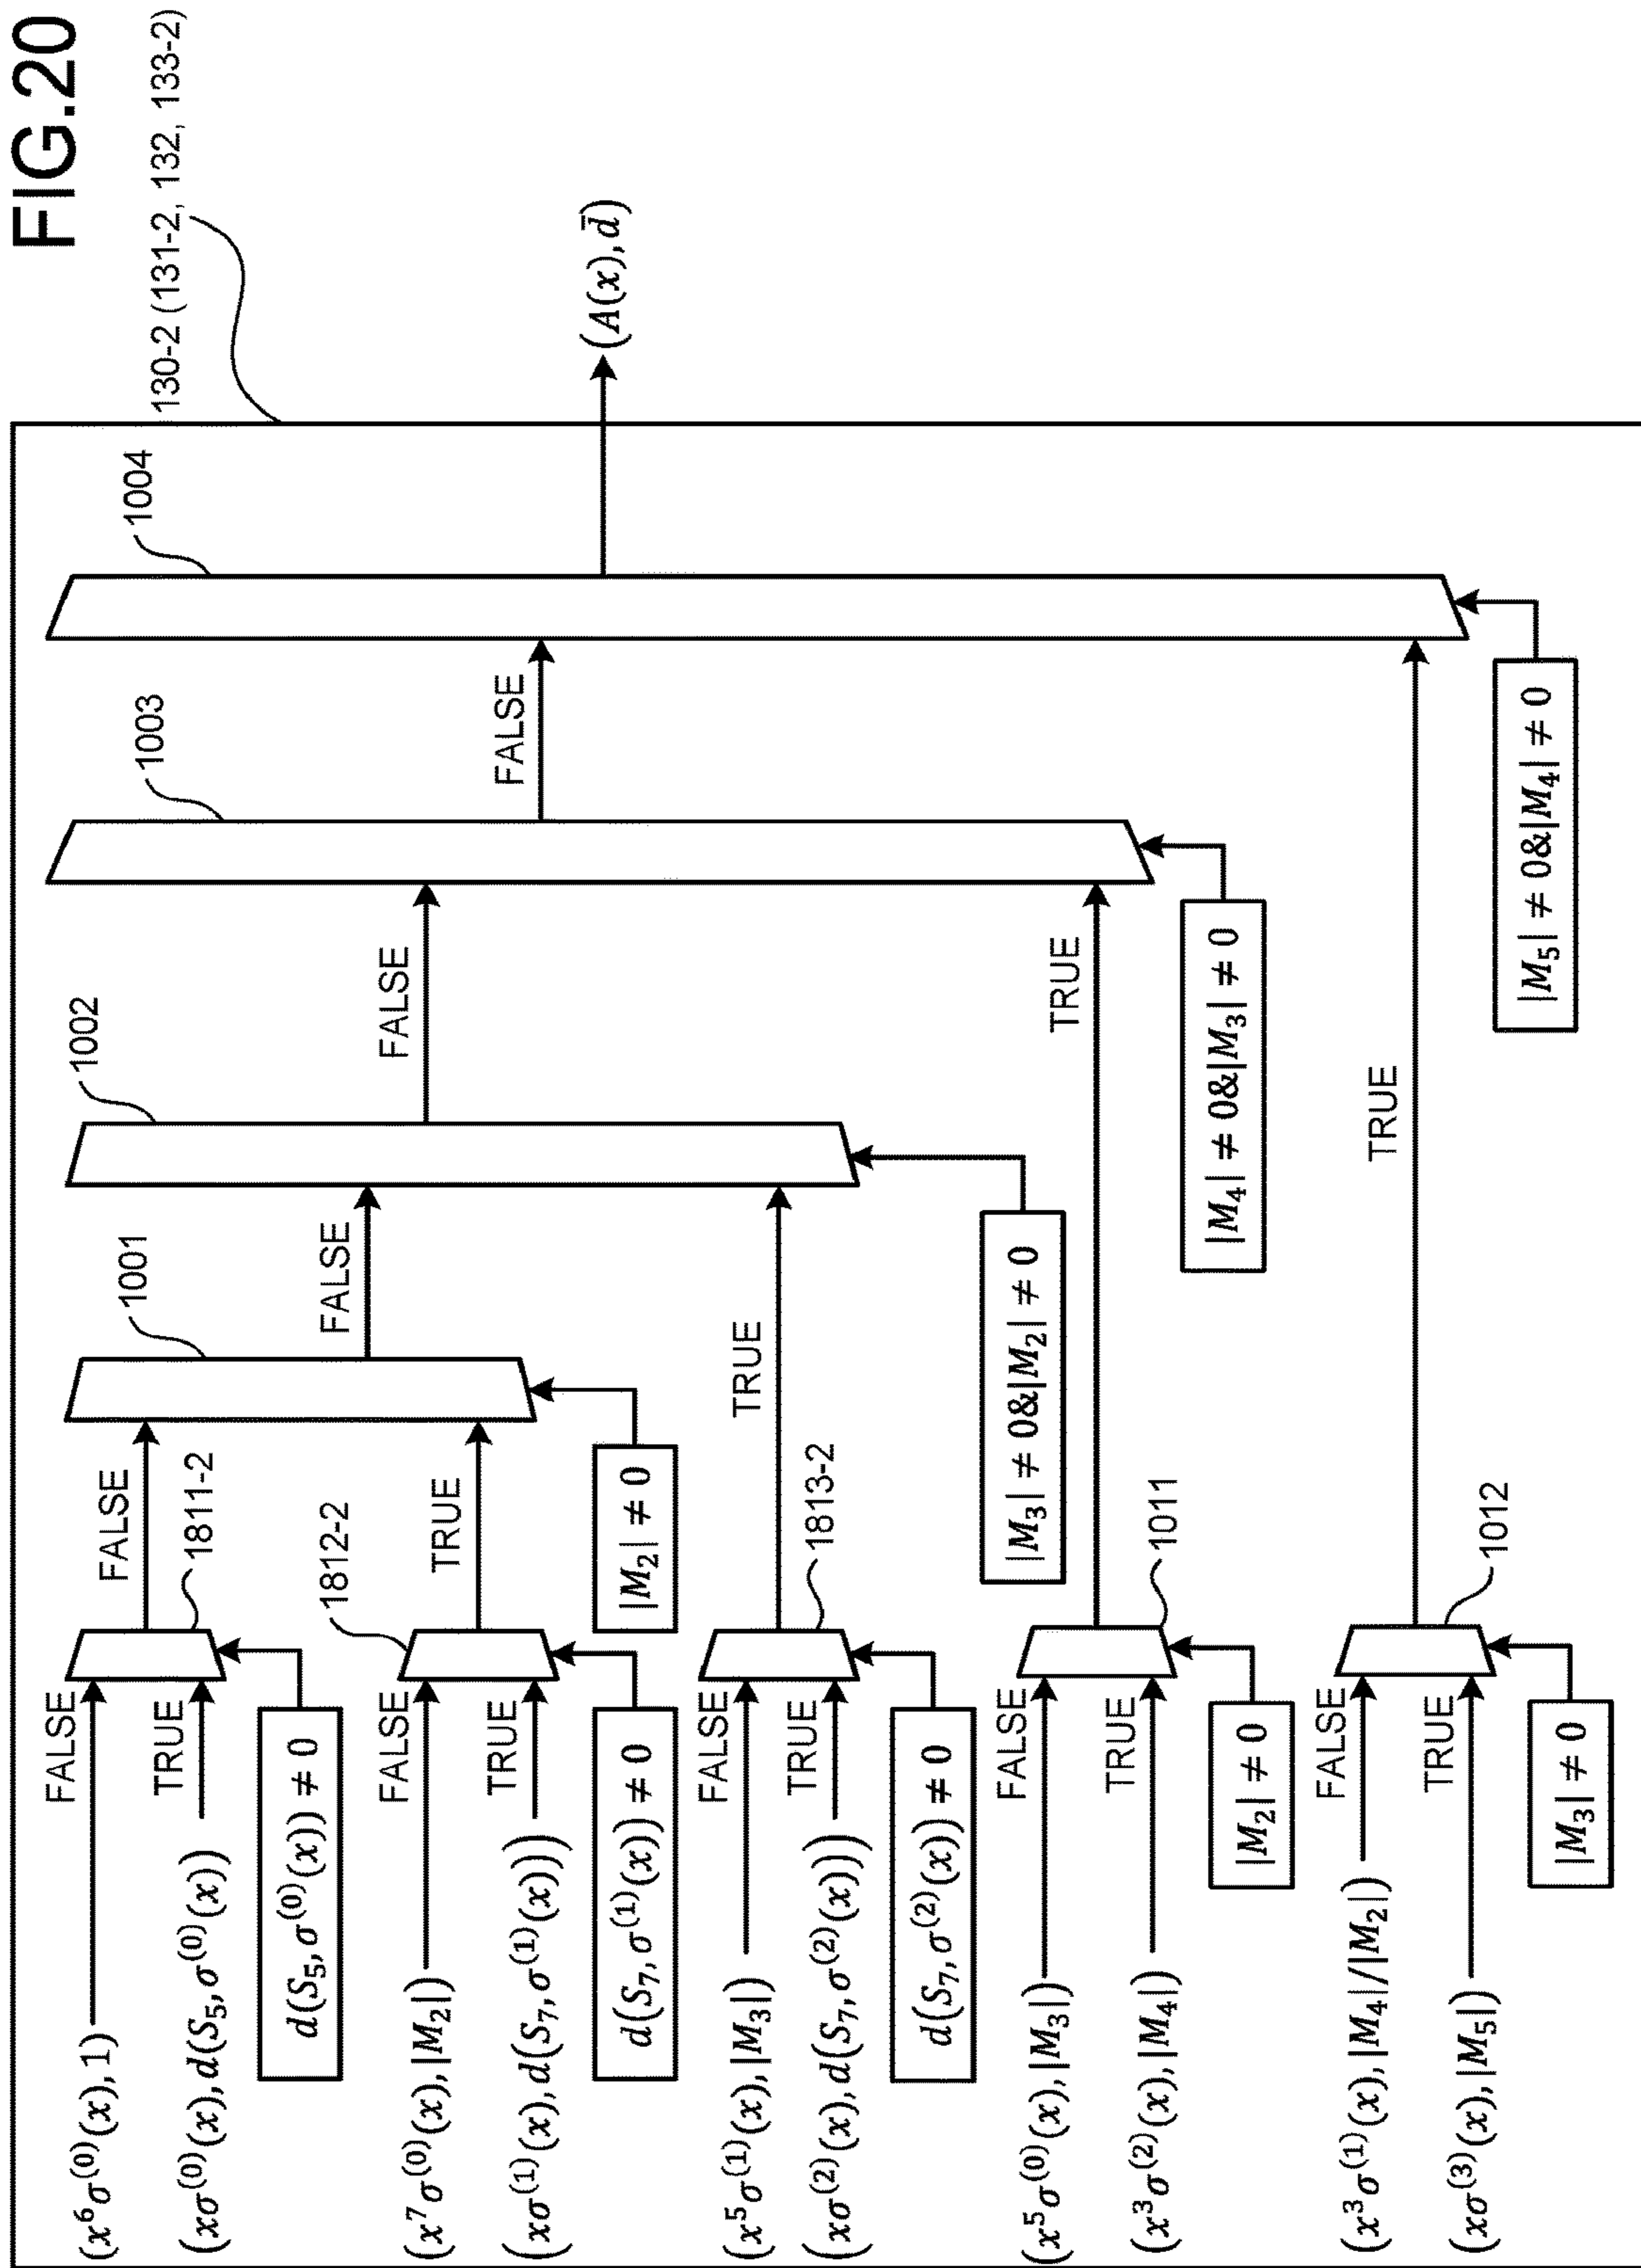 FIG.20
130-2 (131-2, 132, 133-2)
(A(x), d̅)
1004
1003
1002
1001
FALSE
FALSE
FALSE
FALSE
TRUE
TRUE
TRUE
TRUE
|M₂| ≠ 0
|M₃| ≠ 0&|M₂| ≠ 0
|M₄| ≠ 0&|M₃| ≠ 0
|M₅| ≠ 0&|M₄| ≠ 0
1811-2
1812-2
1813-2
1011
1012
(x⁶σ⁽⁰⁾(x), 1)
FALSE
(xσ⁽⁰⁾(x), d(S₅, σ⁽⁰⁾(x))
TRUE
d(S₅, σ⁽⁰⁾(x)) ≠ 0
(x⁷σ⁽⁰⁾(x), |M₂|)
FALSE
(xσ⁽¹⁾(x), d(S₇, σ⁽¹⁾(x))))
TRUE
d(S₇, σ⁽¹⁾(x)) ≠ 0
(x⁵σ⁽¹⁾(x), |M₃|)
FALSE
(xσ⁽²⁾(x), d(S₇, σ⁽²⁾(x))))
TRUE
d(S₇, σ⁽²⁾(x)) ≠ 0
(x⁵σ⁽⁰⁾(x), |M₃|)
FALSE
(x³σ⁽²⁾(x), |M₄|)
TRUE
|M₂| ≠ 0
(x³σ⁽¹⁾(x), |M₄|/|M₂|)
FALSE
(xσ⁽³⁾(x), |M₅|)
TRUE
|M₃| ≠ 0